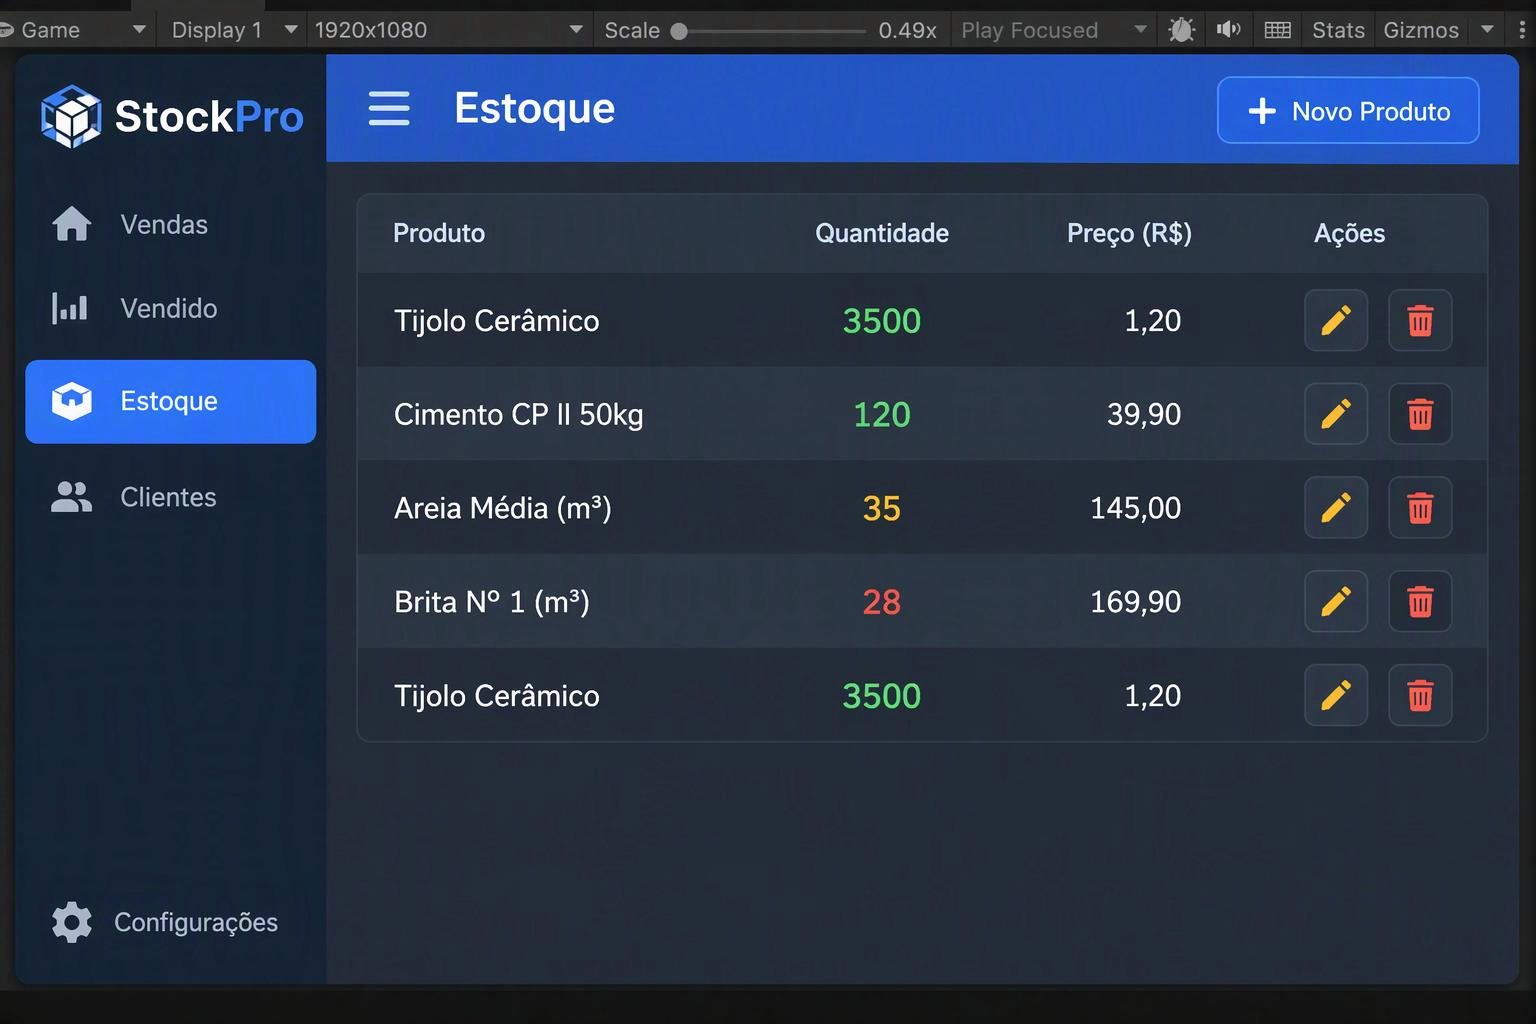 Game Display 1 1920x1080 Scale 0.49x Play Focused Stats Gizmos
StockPro
Estoque
Novo Produto
Vendas
Vendido
Estoque
Clientes
Configurações
Produto Quantidade Preço (R$) Ações
Tijolo Cerâmico 3500 1,20
Cimento CP II 50kg 120 39,90
Areia Média (m³) 35 145,00
Brita Nº 1 (m³) 28 169,90
Tijolo Cerâmico 3500 1,20